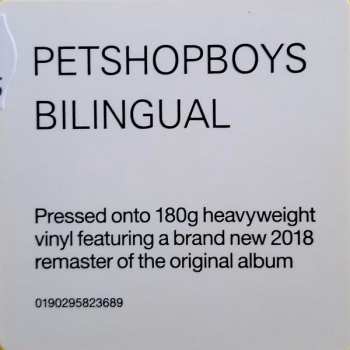 PETSHOPBOYS
BILINGUAL
Pressed onto 180g heavyweight
vinyl featuring a brand new 2018
remaster of the original album
0190295823689